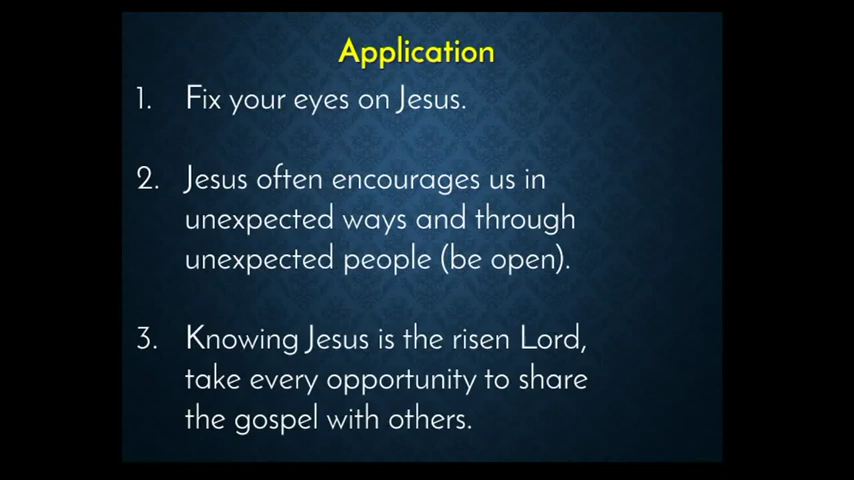 Application
1. Fix your eyes on Jesus.
2. Jesus often encourages us in
unexpected ways and through
unexpected people (be open).
3. Knowing Jesus is the risen Lord,
take every opportunity to share
the gospel with others.